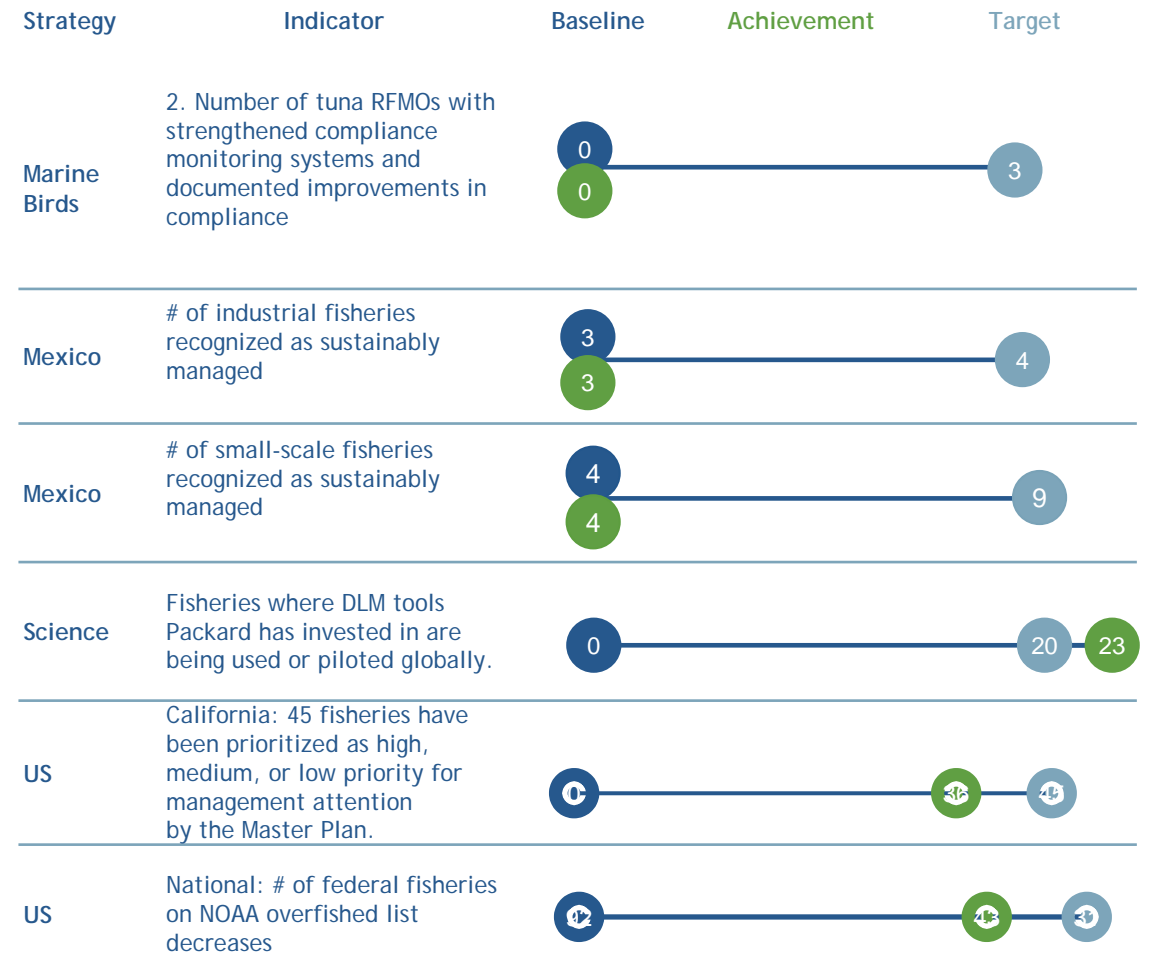 Strategy Indicator Baseline Achievement Target
2. Number of tuna RFMOs with
strengthened compliance
monitoring systems and
documented improvements in
compliance
Marine
Birds
0
0
3
# of industrial fisheries
recognized as sustainably
managed
Mexico
3
3
4
# of small-scale fisheries
recognized as sustainably
managed
Mexico
4
4
9
Fisheries where DLM tools
Packard has invested in are
being used or piloted globally.
Science
0
20
23
California: 45 fisheries have
been prioritized as high,
medium, or low priority for
management attention
by the Master Plan.
US
36
45
National: # of federal fisheries
on NOAA overfished list
decreases
US